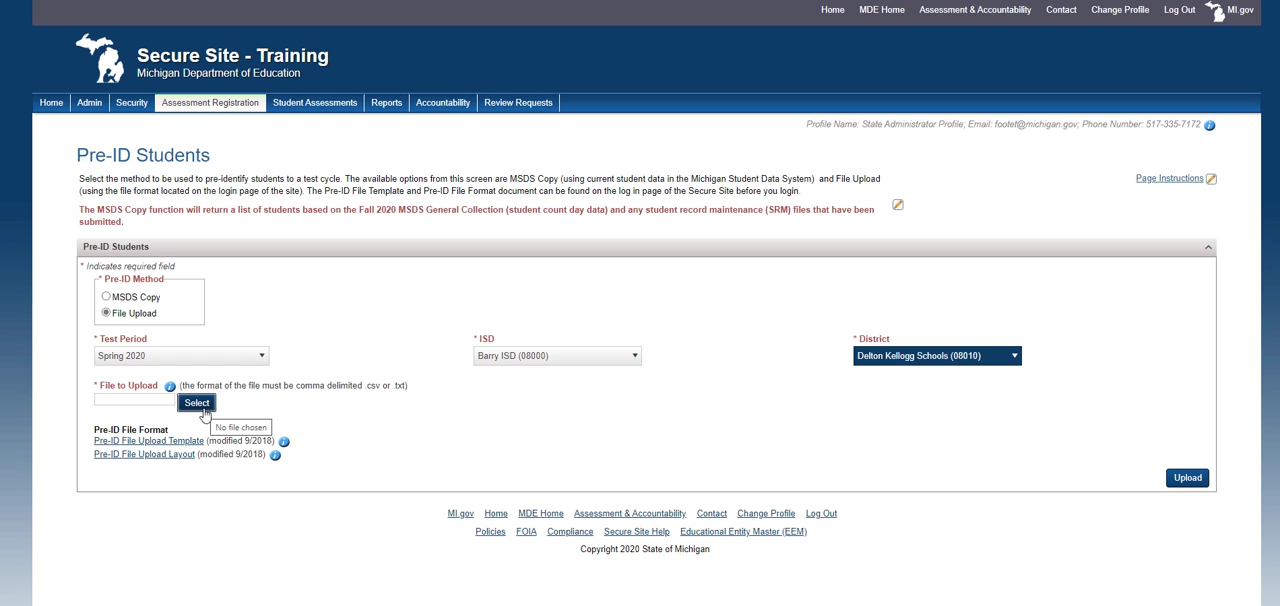 Home MDE Home Assessment & Accountability Contact Change Profile Log Out MI.gov
Secure Site - Training
Michigan Department of Education
Home Admin Security Assessment Registration Student Assessments Reports Accountability Review Requests
Profile Name: State Administrator Profile, Email: footet@michigan.gov; Phone Number: 517-335-7172
Pre-ID Students
Select the method to be used to pre-identify students to a test cycle. The available options from this screen are MSDS Copy (using current student data in the Michigan Student Data System) and File Upload
(using the file format located on the login page of the site). The Pre-ID File Template and Pre-ID File Format document can be found on the log in page of the Secure Site before you login.
Page Instructions
The MSDS Copy function will return a list of students based on the Fall 2020 MSDS General Collection (student count day data) and any student record maintenance (SRM) files that have been
submitted.
Pre-ID Students
* Indicates required field
* Pre-ID Method
MSDS Copy
File Upload
* Test Period * ISD * District
Spring 2020 Barry ISD (08000) Delton Kellogg Schools (08010)
* File to Upload (the format of the file must be comma delimited .csv or .txt)
Select
No file chosen
Pre-ID File Format
Pre-ID File Upload Template (modified 9/2018)
Pre-ID File Upload Layout (modified 9/2018)
Upload
MI.gov Home MDE Home Assessment & Accountability Contact Change Profile Log Out
Policies FOIA Compliance Secure Site Help Educational Entity Master (EEM)
Copyright 2020 State of Michigan